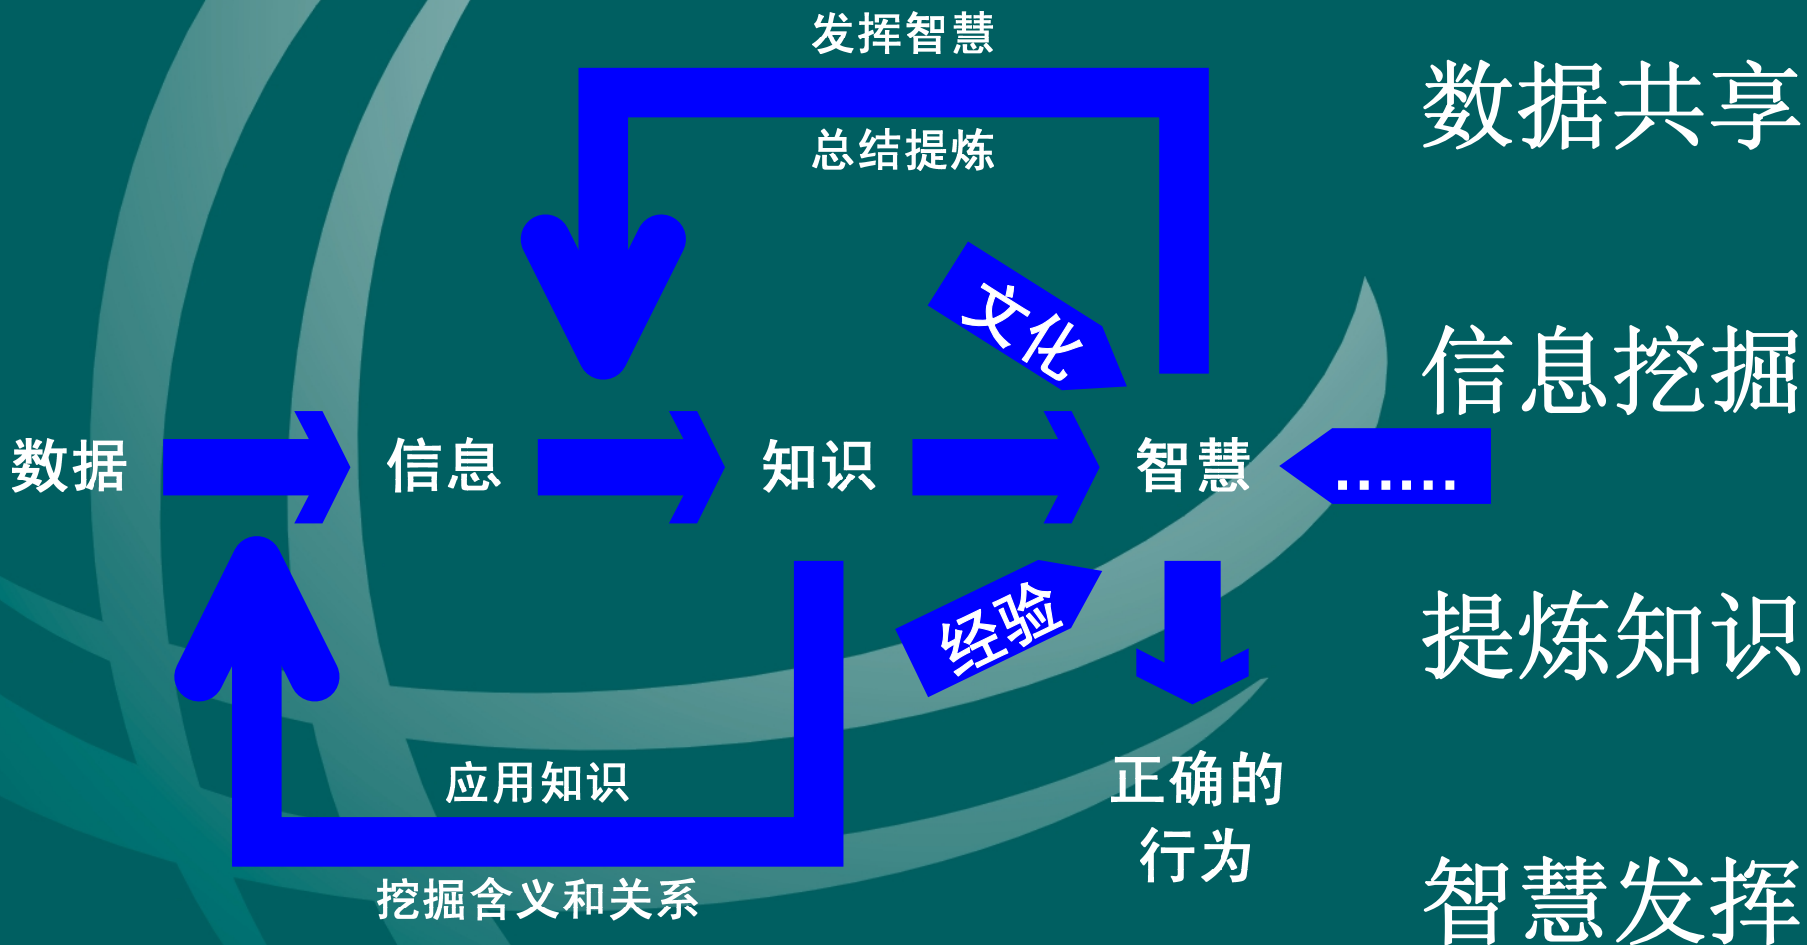 发挥智慧
总结提炼
数据共享
文化
信息挖掘
数据
信息
知识
智慧
......
经验
提炼知识
应用知识
正确的
行为
挖掘含义和关系
智慧发挥